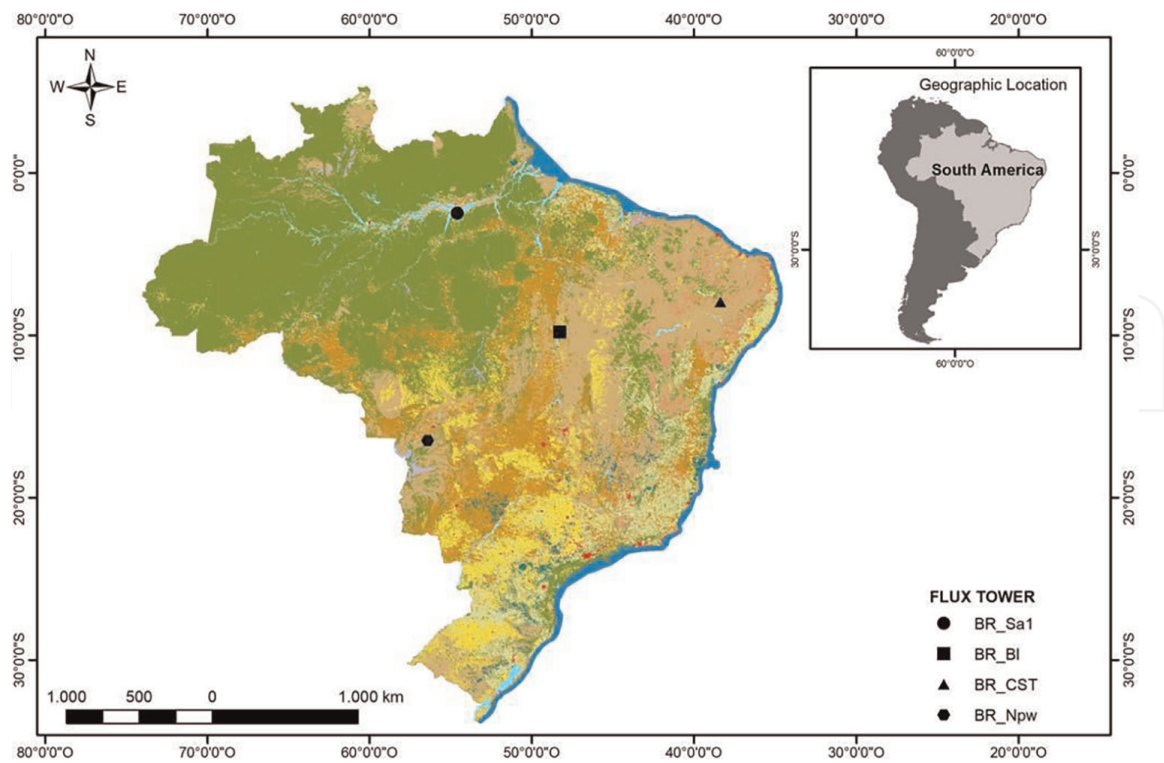 80°0'0"O 70°0'0"O 60°0'0"O 50°0'0"O 40°0'0"O 30°0'0"O 20°0'0"O
N
W E
S
60°0'0"O
Geographic Location
South America
30°0'0"S 30°0'0"S
60°0'0"O
0°0'0" 0°0'0"
10°0'0"S 10°0'0"S
20°0'0"S 20°0'0"S
30°0'0"S 30°0'0"S
FLUX TOWER
BR_Sa1
BR_BI
BR_CST
BR_Npw
1.000 500 0 1.000 km
80°0'0"O 70°0'0"O 60°0'0"O 50°0'0"O 40°0'0"O 30°0'0"O 20°0'0"O